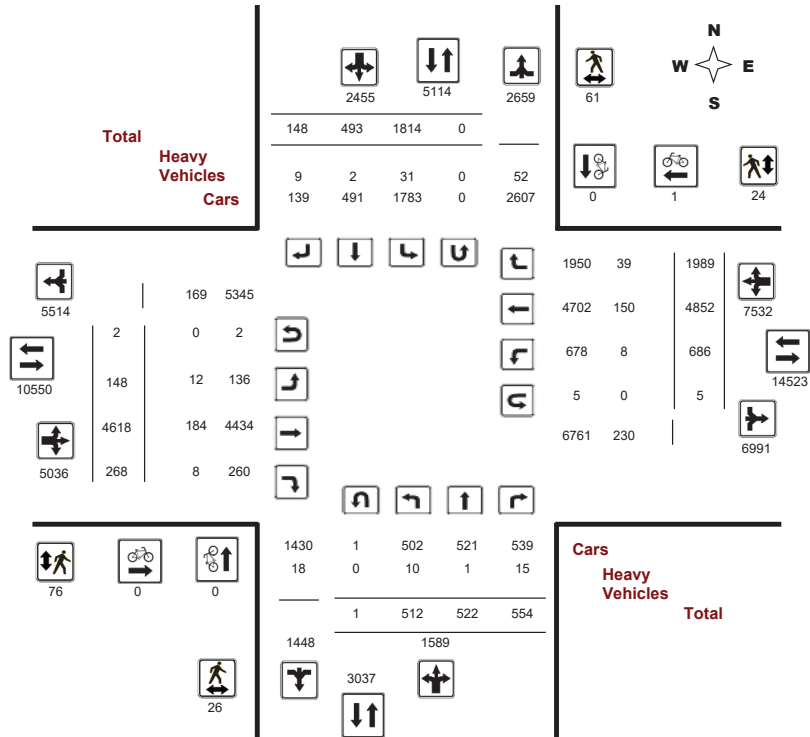 N
W E
S
2455 5114 2659 61
148 493 1814 0
Total
Heavy
Vehicles 9 2 31 0 52
Cars 139 491 1783 0 2607
0 1 24
5514
169 5345
1950 39 1989
7532
2 0 2
4702 150 4852
10550
148 12 136
678 8 686
14523
4618 184 4434
5 0 5
5036
268 8 260
6761 230
6991
76 0 0
1430 1 502 521 539
18 0 10 1 15
1 512 522 554
1448 1589
3037
26
Cars
Heavy
Vehicles
Total